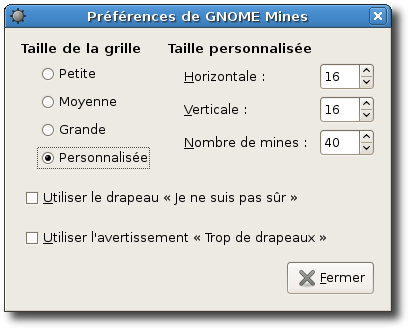 Préférences de GNOME Mines
Taille de la grille
Petite
Moyenne
Grande
Personnalisée
Taille personnalisée
Horizontale : 16
Verticale : 16
Nombre de mines : 40
Utiliser le drapeau « Je ne suis pas sûr »
Utiliser l'avertissement « Trop de drapeaux »
Fermer